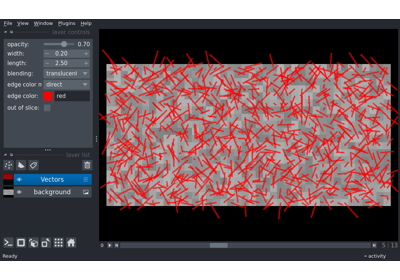 File View Window Plugins Help
layer controls
opacity: 0.70
width: 0.20
length: 2.50
blending: translucent
edge color m direct
edge color: red
out of slice:
layer list
Vectors
background
0 5 13
Ready activity